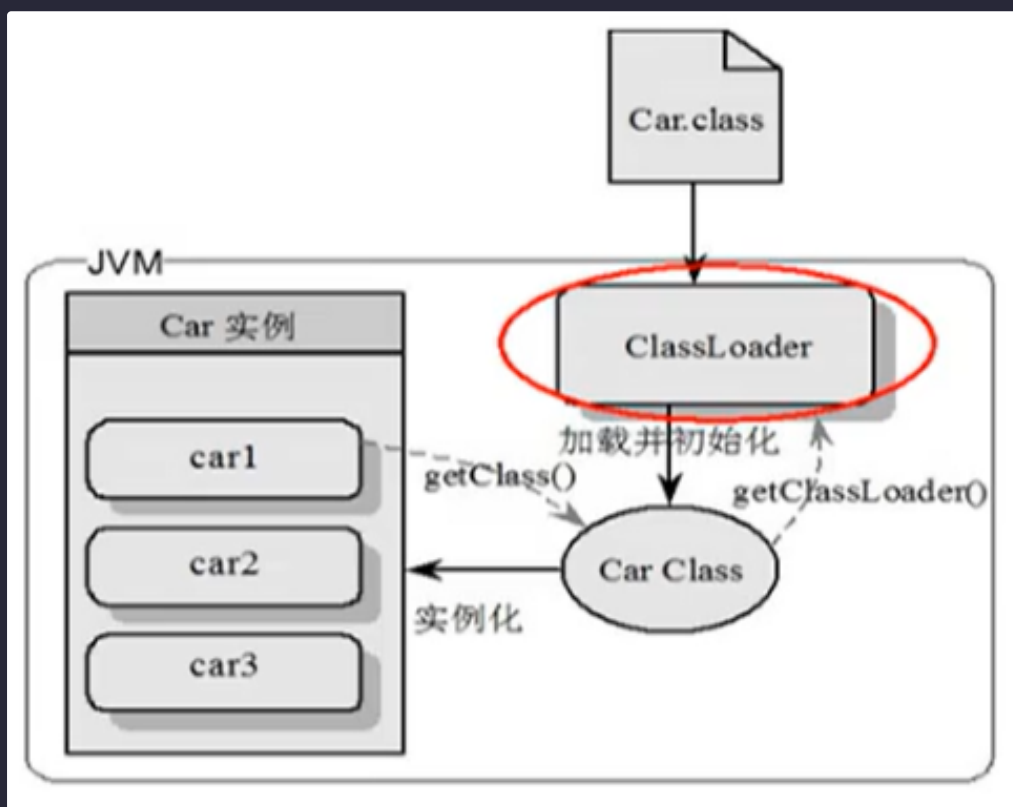 Car.class
JVM
Car 实例
ClassLoader
加载并初始化
car1
getClass()
getClassLoader()
car2
Car Class
实例化
car3